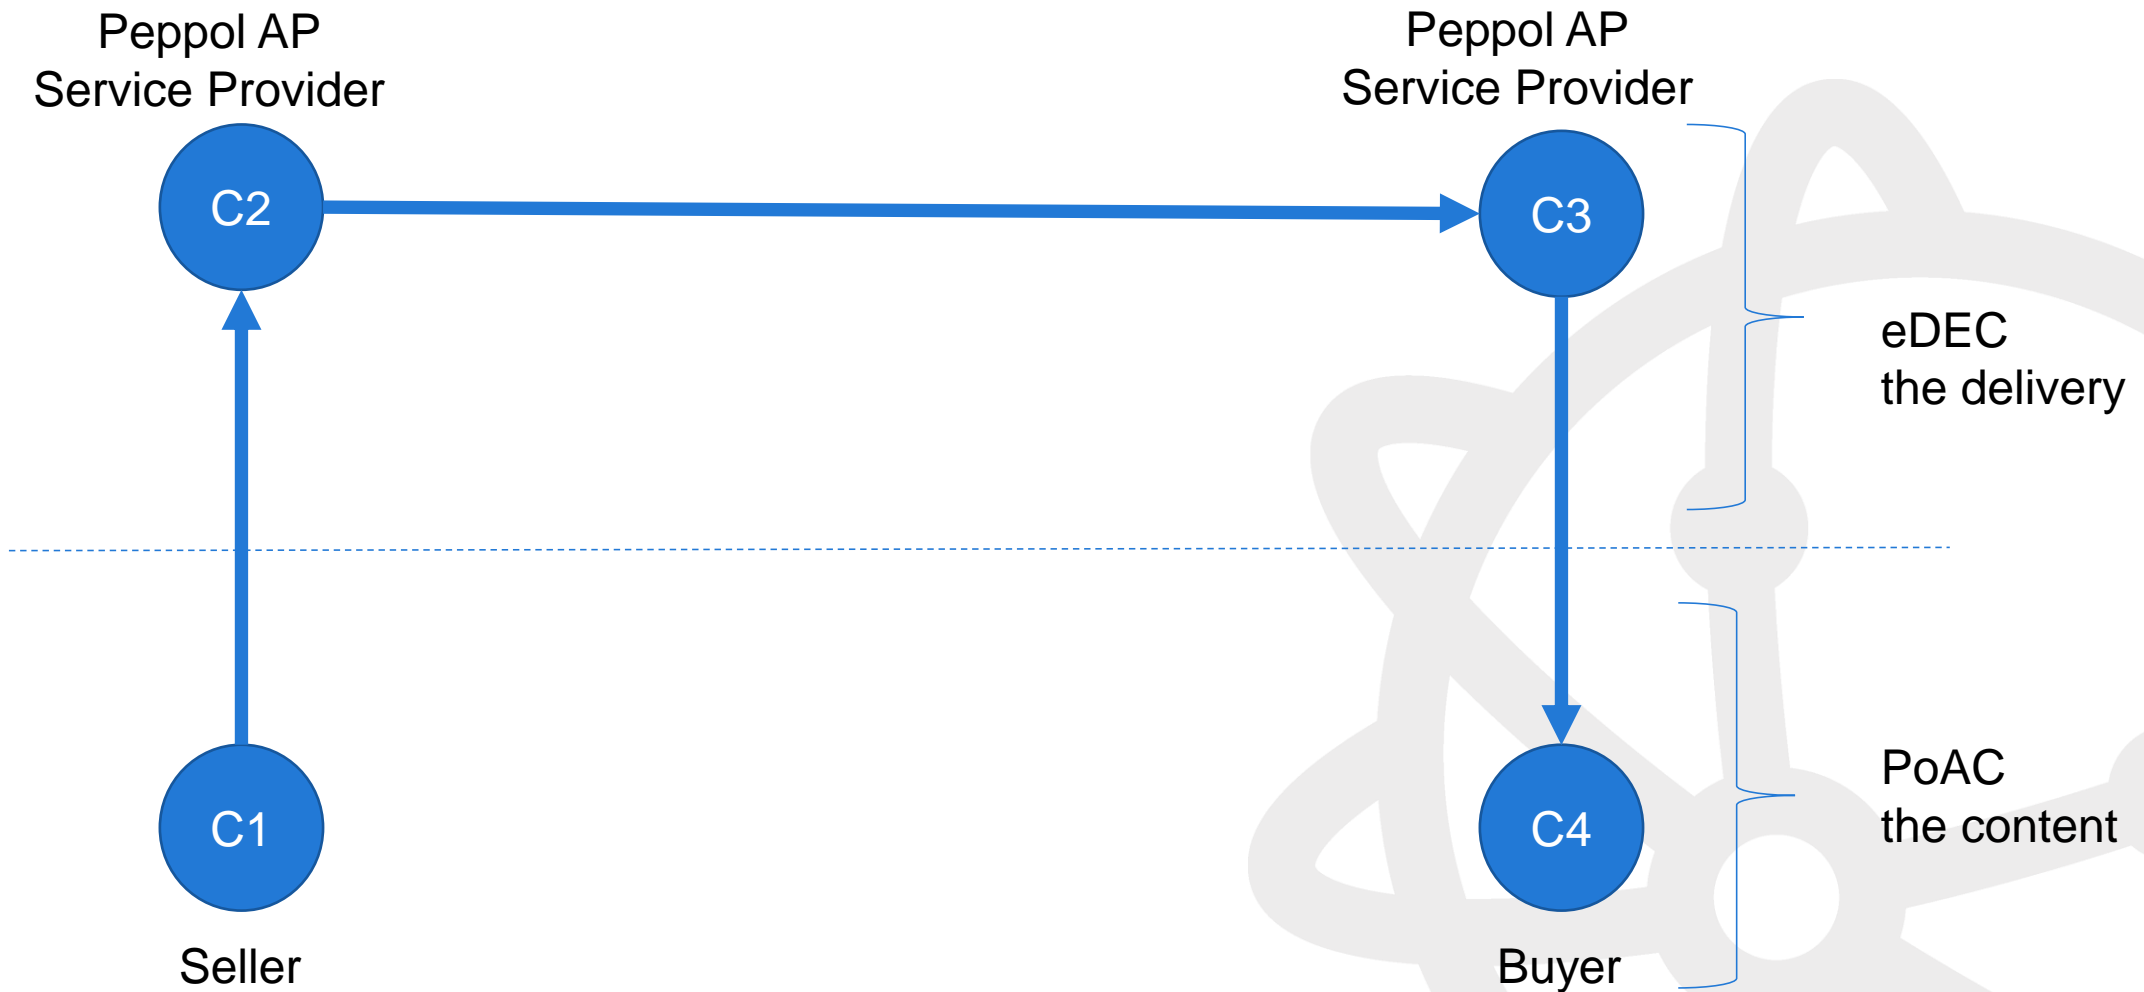 Peppol AP
Service Provider
Peppol AP
Service Provider
C2
C3
eDEC
the delivery
C1
C4
PoAC
the content
Seller
Buyer